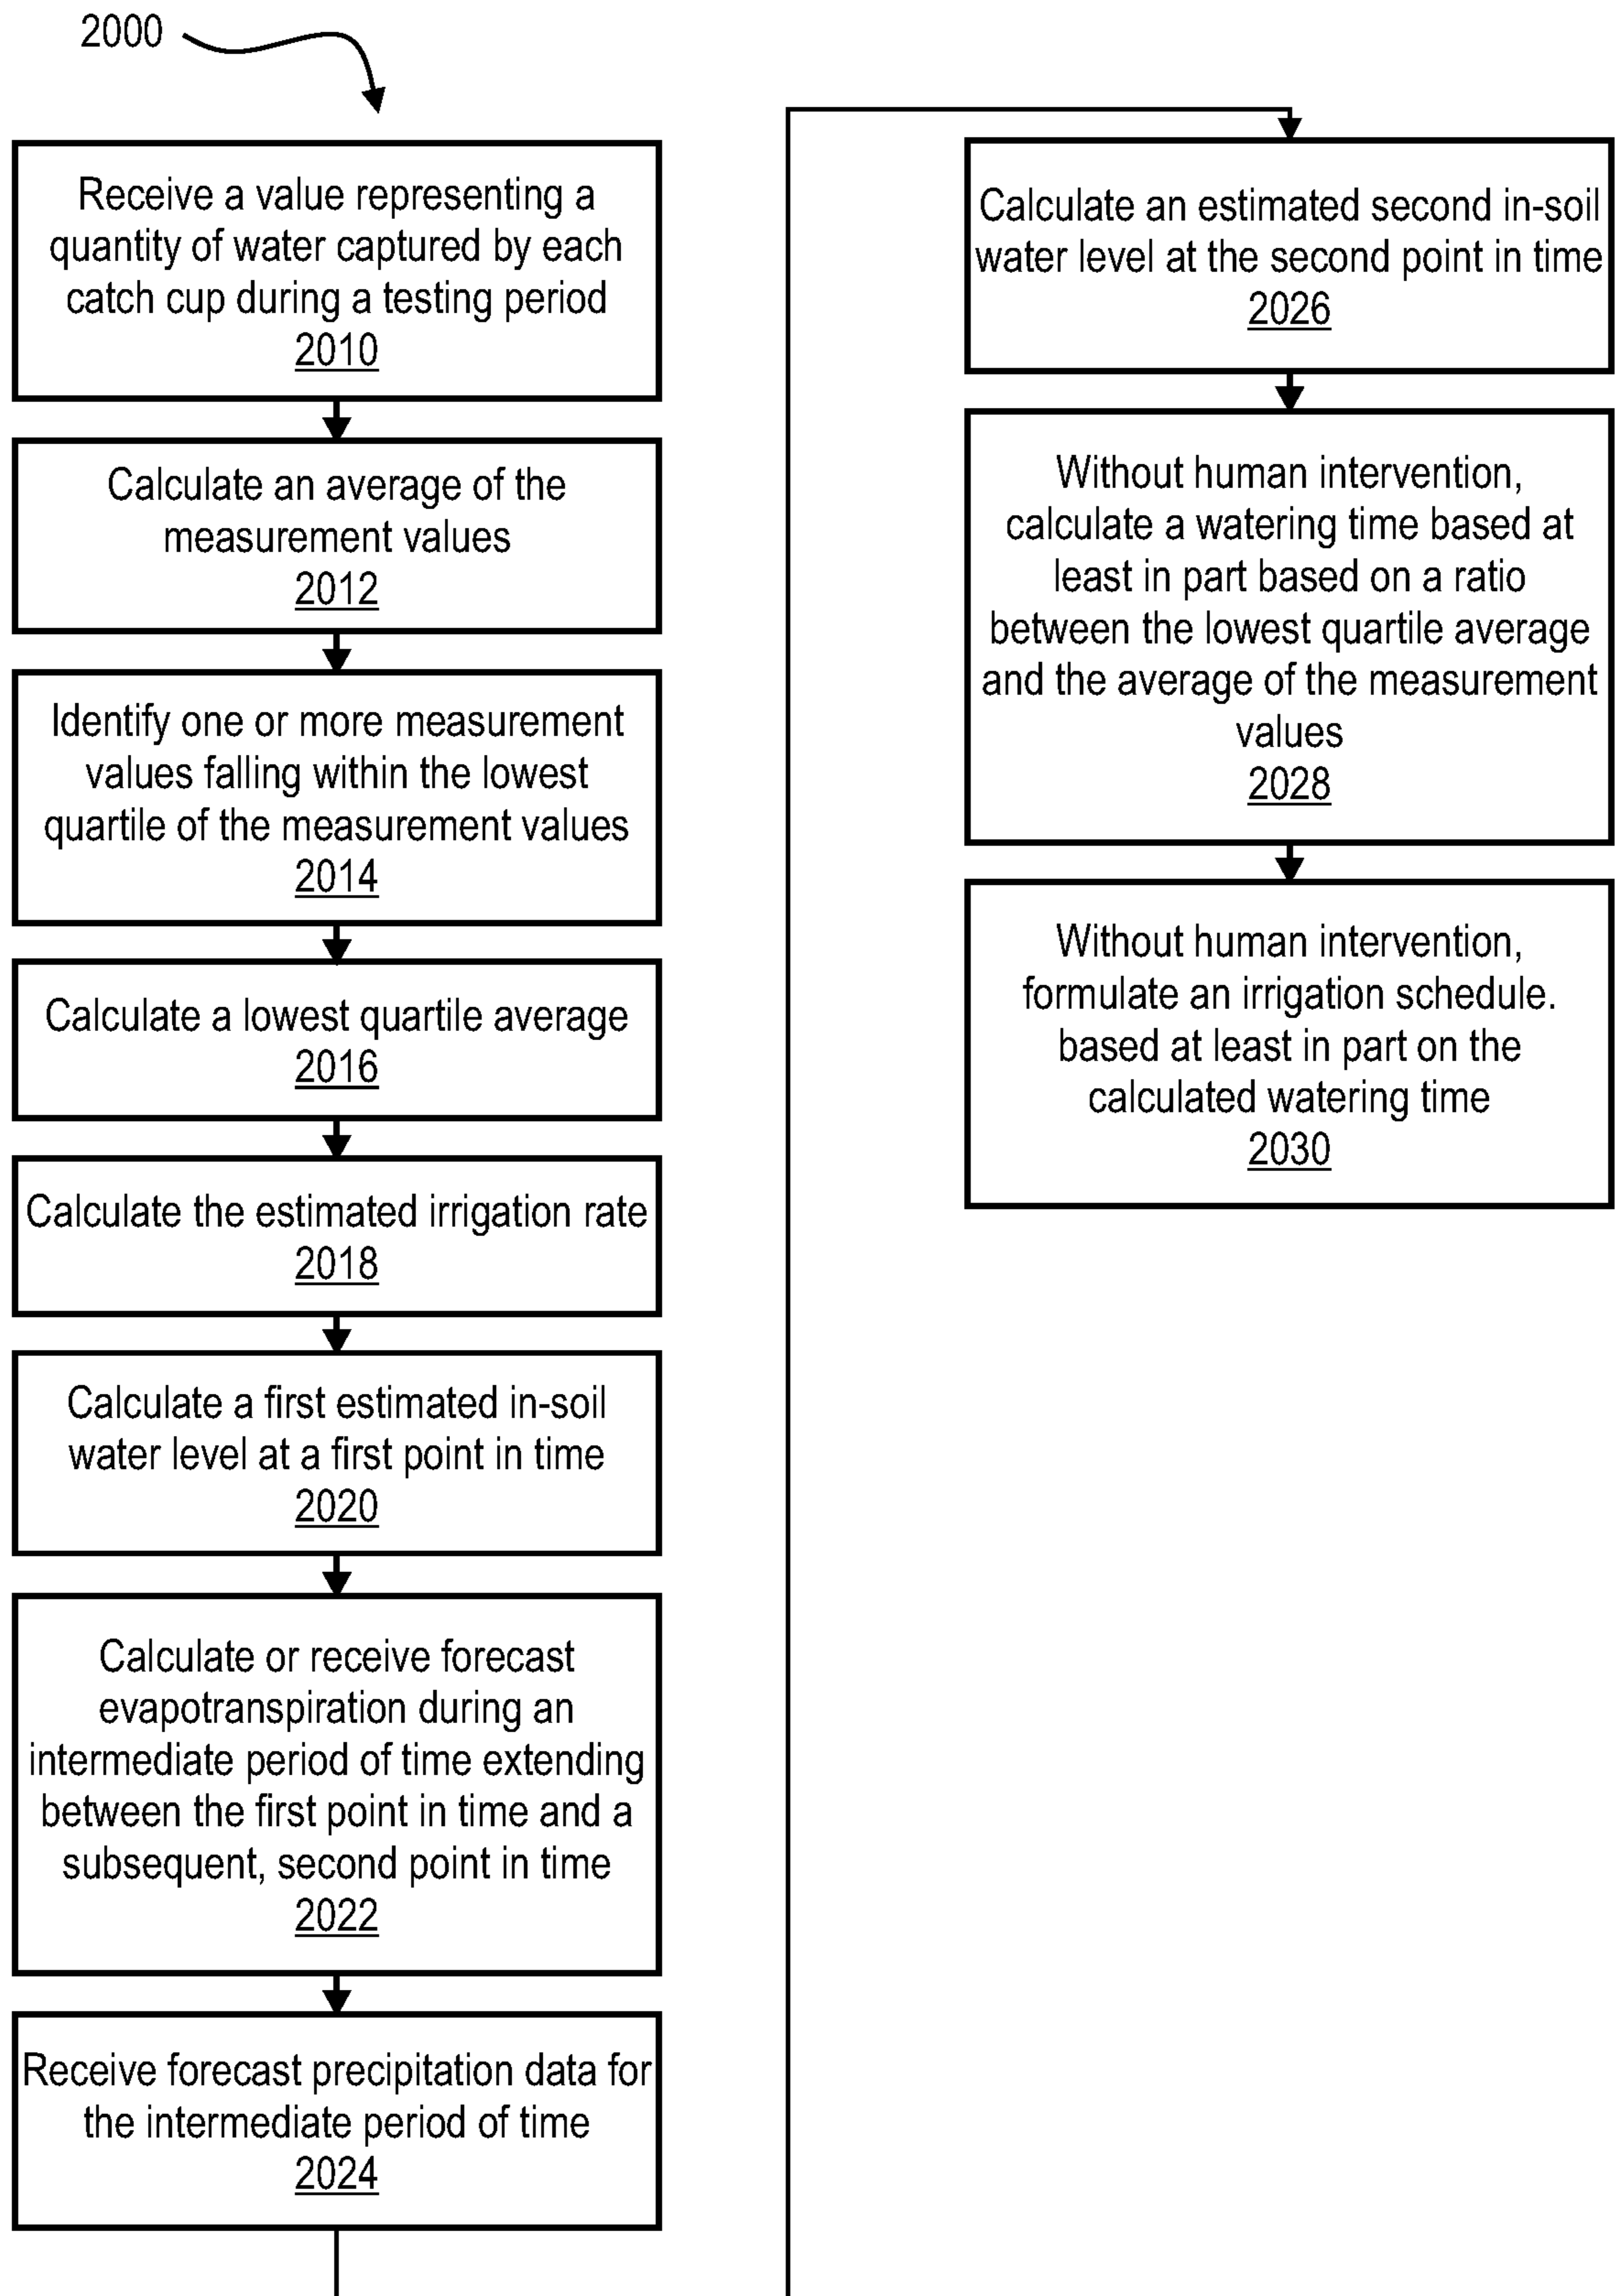 2000
Receive a value representing a
quantity of water captured by each
catch cup during a testing period
2010
Calculate an average of the
measurement values
2012
Identify one or more measurement
values falling within the lowest
quartile of the measurement values
2014
Calculate a lowest quartile average
2016
Calculate the estimated irrigation rate
2018
Calculate a first estimated in-soil
water level at a first point in time
2020
Calculate or receive forecast
evapotranspiration during an
intermediate period of time extending
between the first point in time and a
subsequent, second point in time
2022
Receive forecast precipitation data for
the intermediate period of time
2024
Calculate an estimated second in-soil
water level at the second point in time
2026
Without human intervention,
calculate a watering time based at
least in part based on a ratio
between the lowest quartile average
and the average of the measurement
values
2028
Without human intervention,
formulate an irrigation schedule.
based at least in part on the
calculated watering time
2030